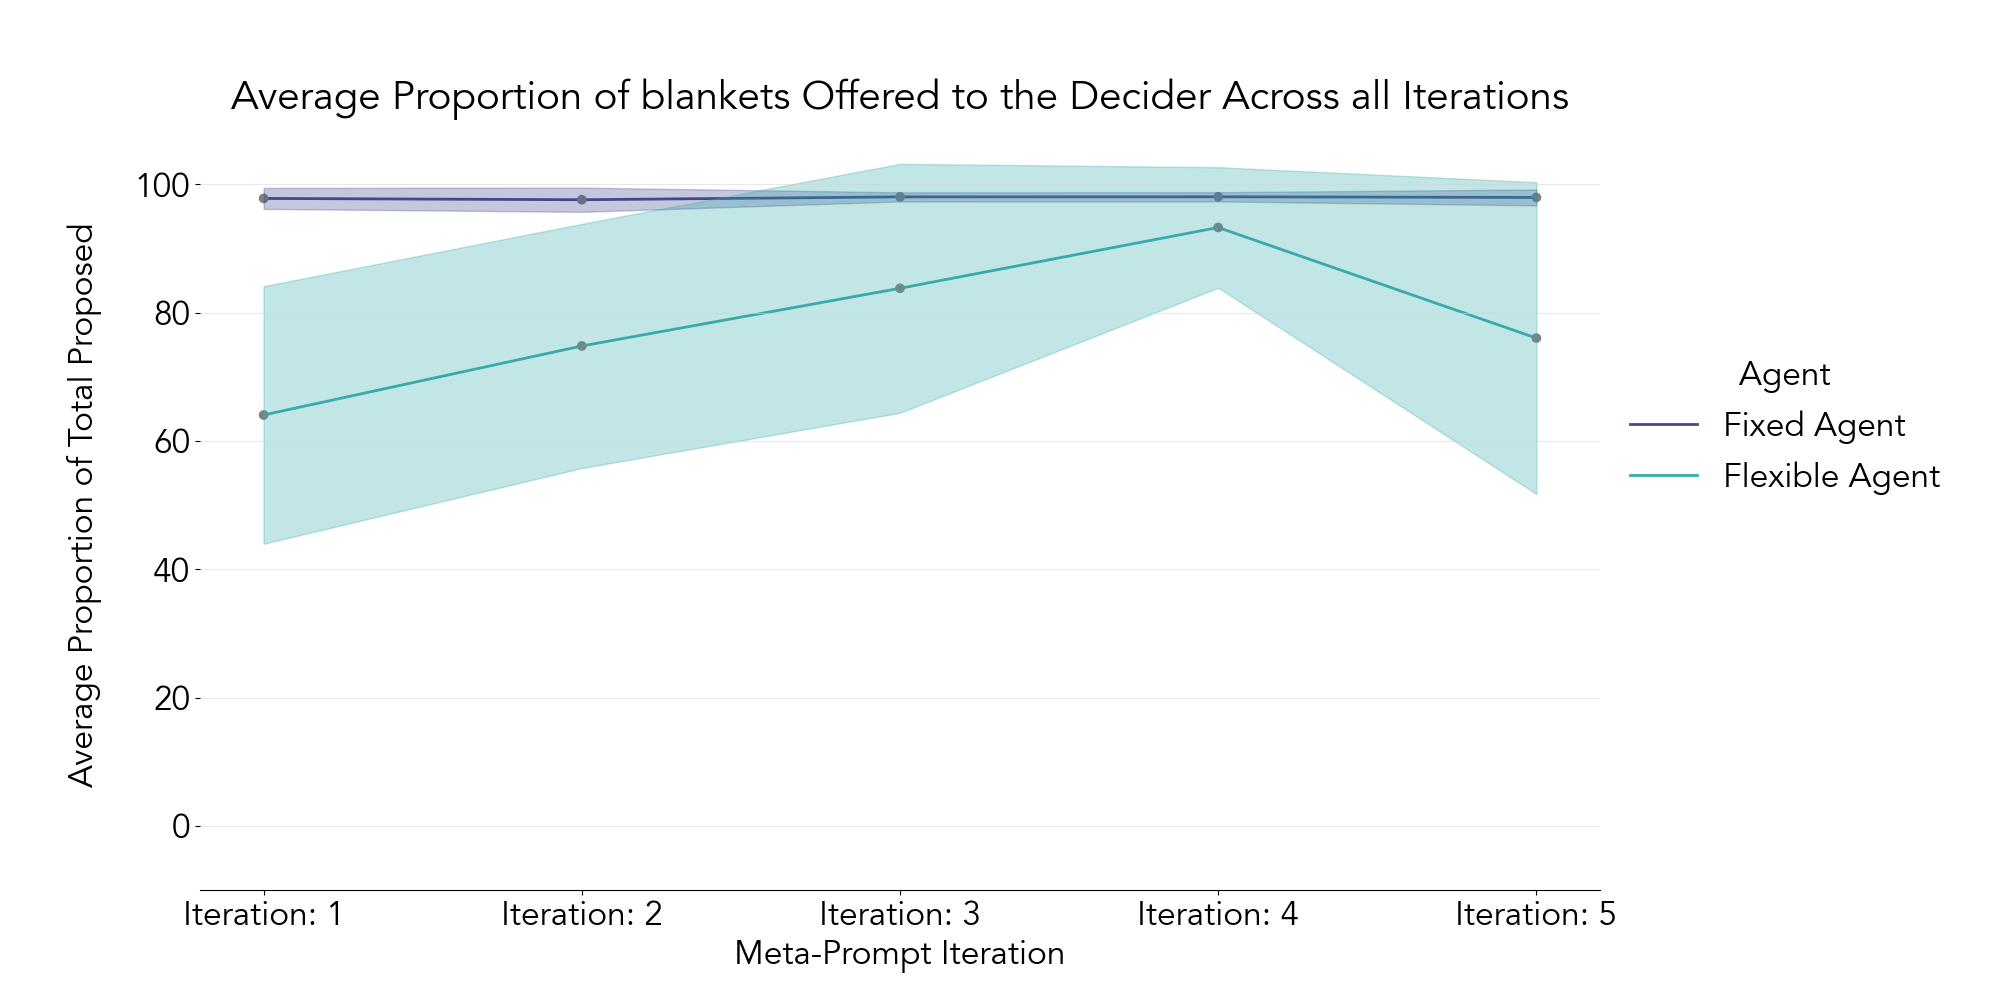 Average Proportion of blankets Offered to the Decider Across all Iterations
Average Proportion of Total Proposed
100
80
60
40
20
0
Iteration: 1
Iteration: 2
Iteration: 3
Iteration: 4
Iteration: 5
Meta-Prompt Iteration
Agent
Fixed Agent
Flexible Agent